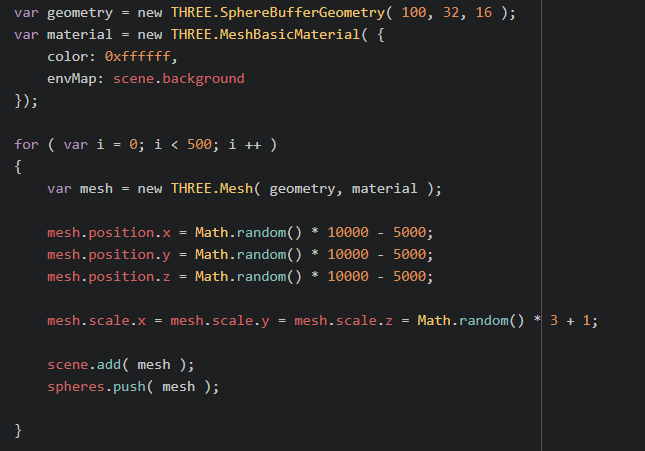 var geometry = new THREE.SphereBufferGeometry( 100, 32, 16 );
var material = new THREE.MeshBasicMaterial( {
    color: 0xffffff,
    envMap: scene.background
});

for ( var i = 0; i < 500; i ++ )
{
    var mesh = new THREE.Mesh( geometry, material );

    mesh.position.x = Math.random() * 10000 - 5000;
    mesh.position.y = Math.random() * 10000 - 5000;
    mesh.position.z = Math.random() * 10000 - 5000;

    mesh.scale.x = mesh.scale.y = mesh.scale.z = Math.random() * 3 + 1;

    scene.add( mesh );
    spheres.push( mesh );

}